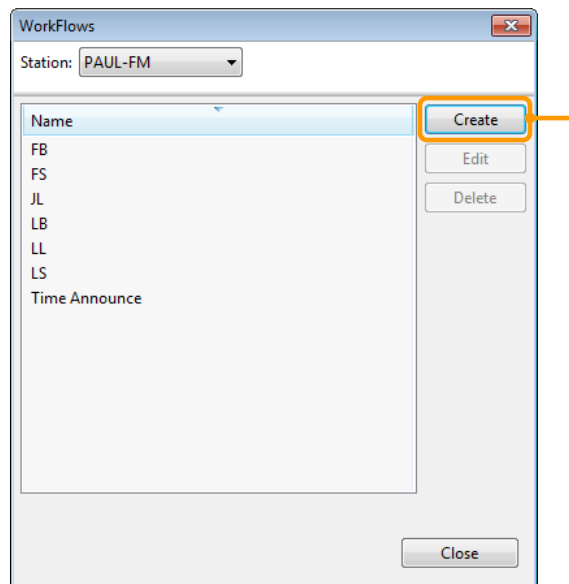 WorkFlows
Station: PAUL-FM
Name
Create
FB
Edit
FS
JL
Delete
LB
LL
LS
Time Announce
Close